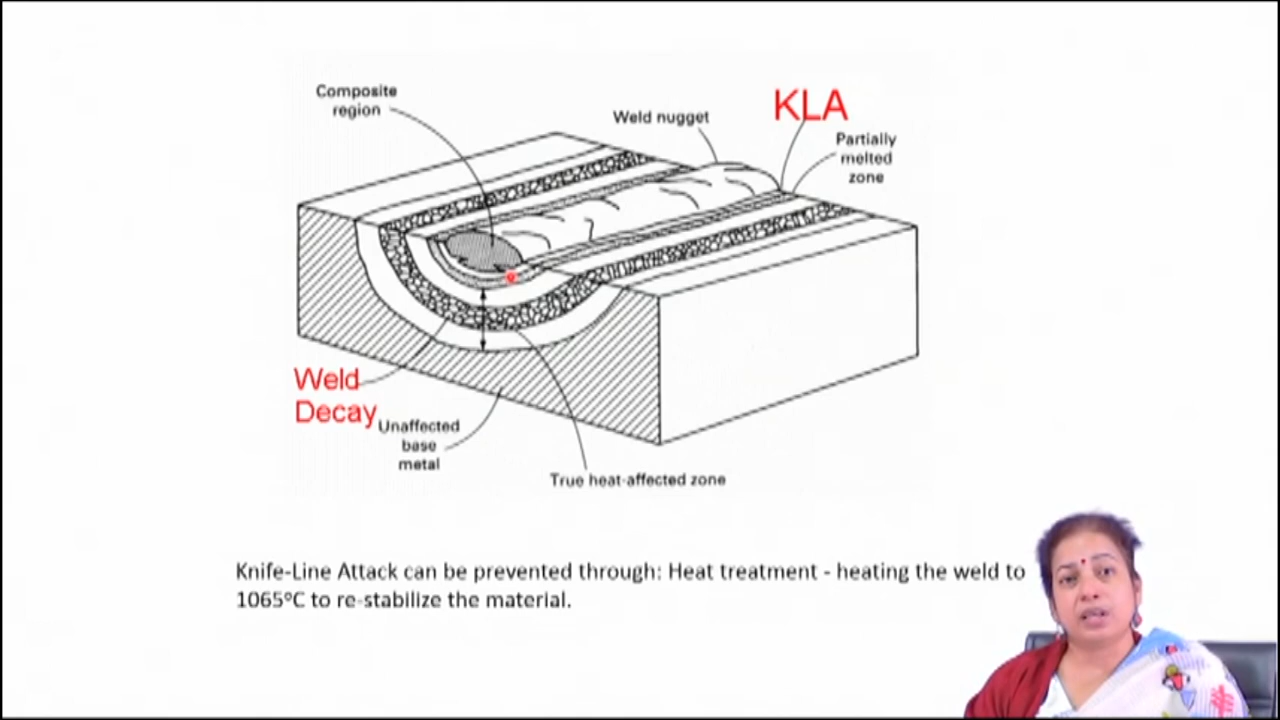 Composite
region
Weld nugget
KLA
Partially
melted
zone
Weld
Decay
Unaffected
base
metal
True heat-affected zone
Knife-Line Attack can be prevented through: Heat treatment - heating the weld to
1065ºC to re-stabilize the material.